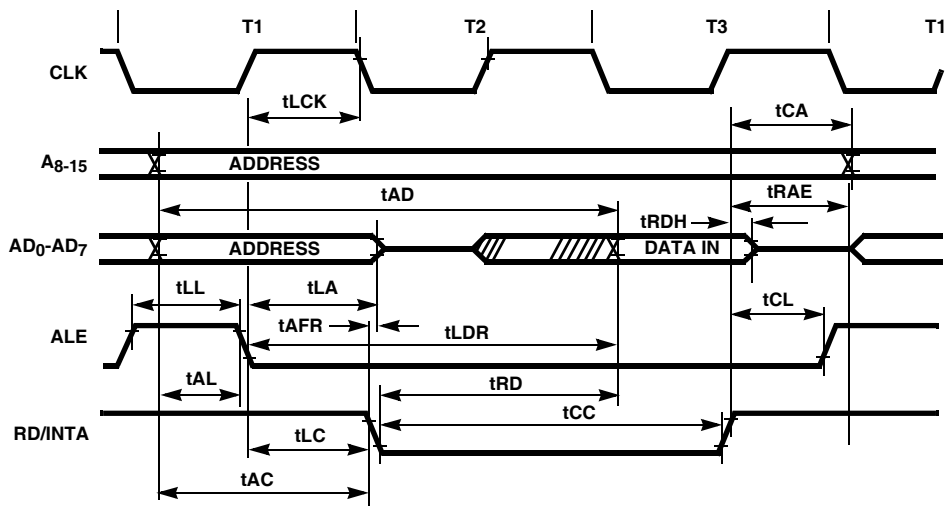 T1 T2 T3 T1
CLK
tLCK
tCA
A8-15
ADDRESS
tAD
tRAE
tRDH
AD0-AD7
ADDRESS
DATA IN
tLL
tLA
tCL
tAFR
tLDR
ALE
tAL
tRD
tCC
RD/INTA
tLC
tAC